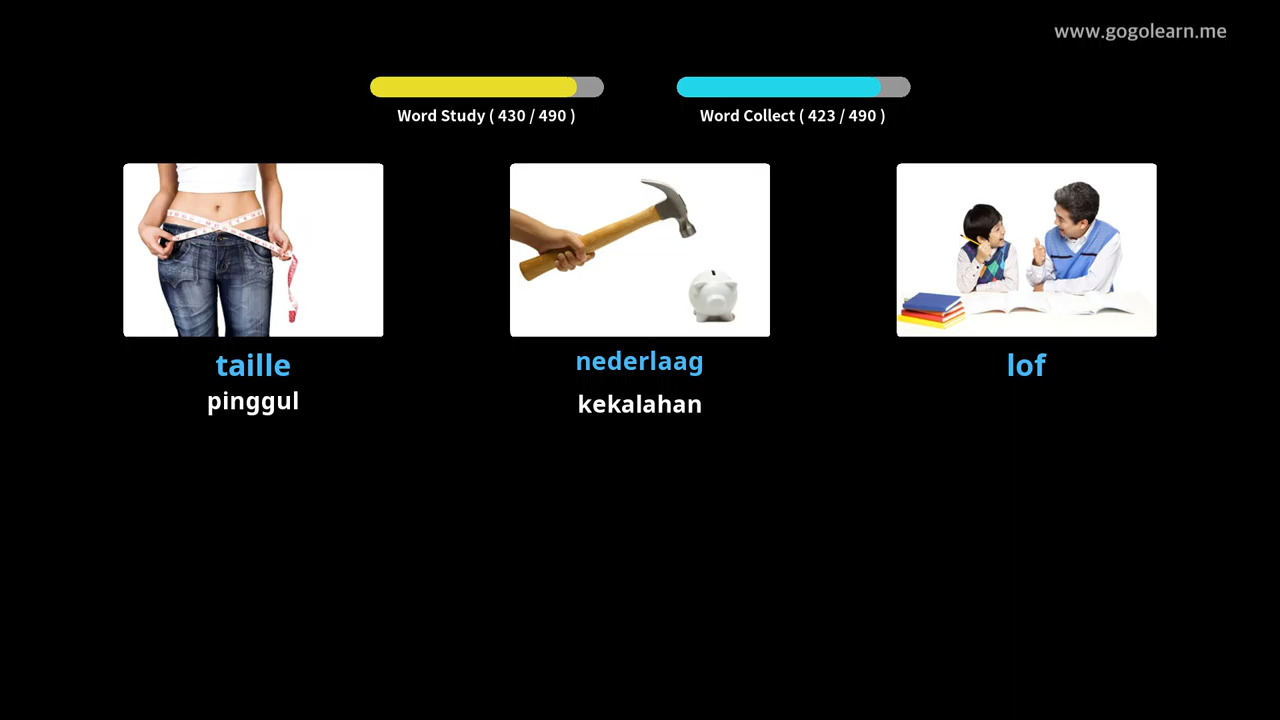 www.gogolearn.me
Word Study ( 430 / 490 )
Word Collect ( 423 / 490 )
taille
nederlaag
lof
pinggul
kekalahan